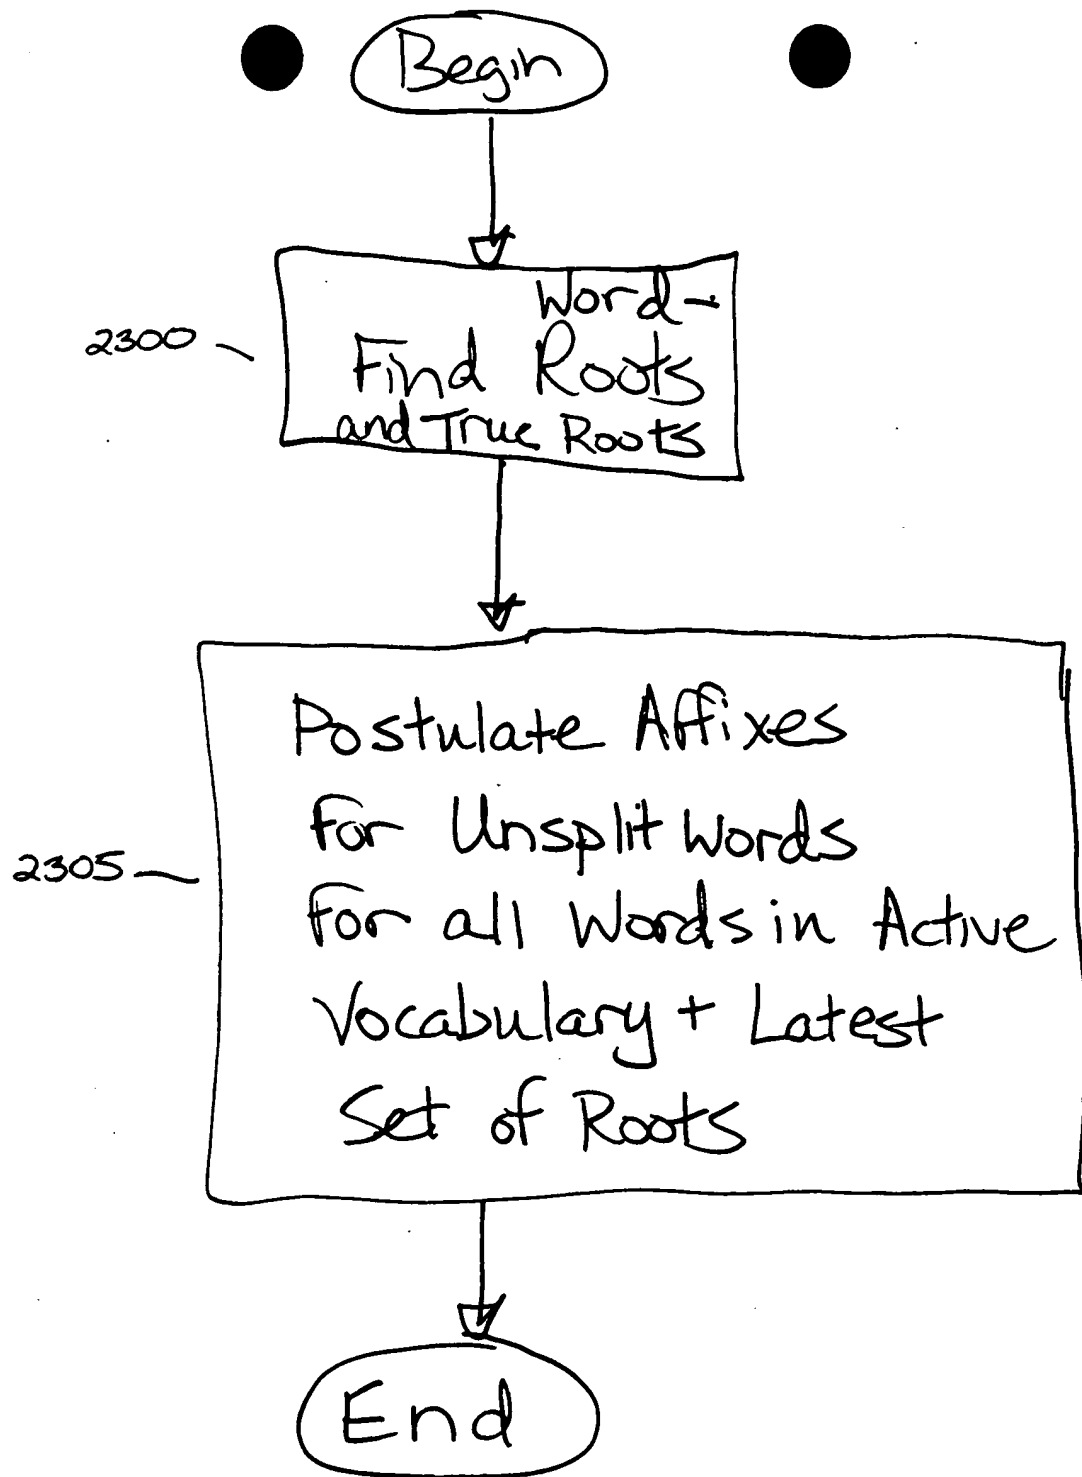 Begin
Word-
2300
Find Roots
and True Roots
Postulate Affixes
for Unsplit Words
2305
for all Words in Active
Vocabulary + Latest
Set of Roots
End